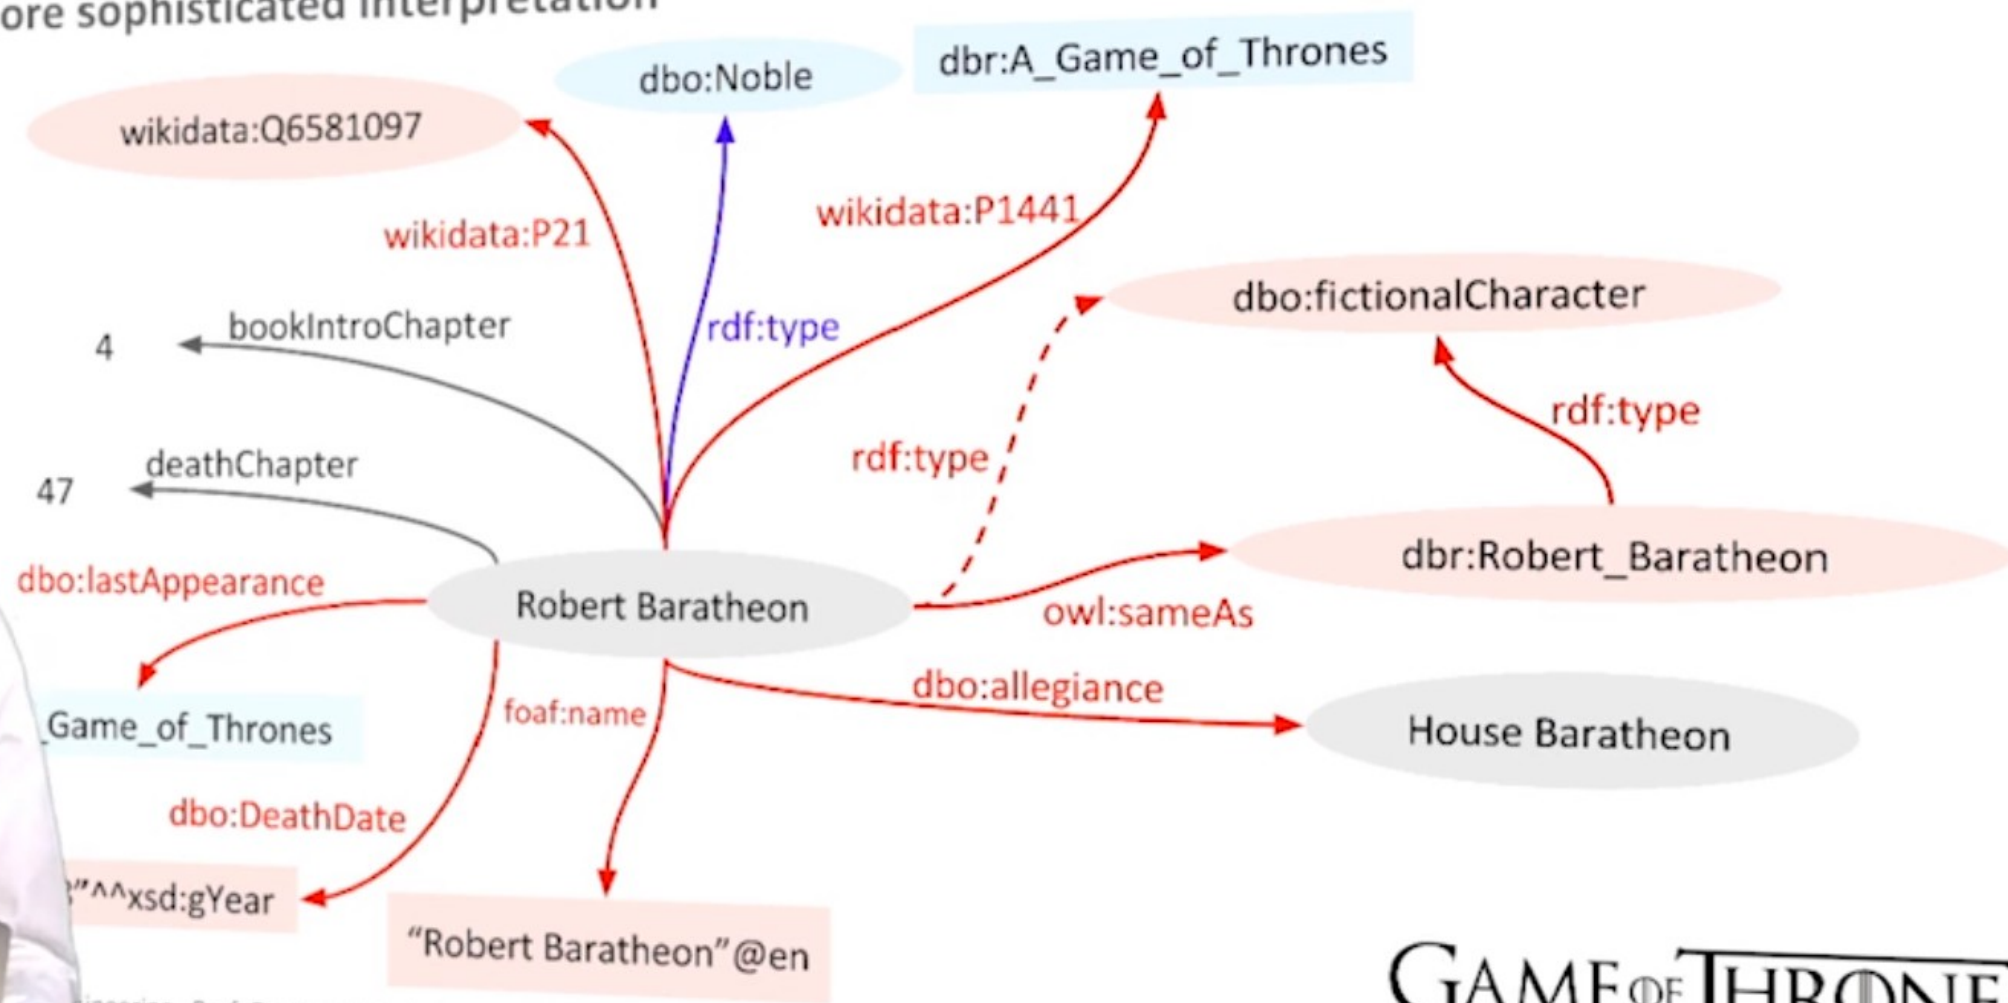 ore sophisticated interpretation
dbo:Noble
dbr:A_Game_of_Thrones
wikidata:Q6581097
wikidata:P21
wikidata:P1441
rdf:type
bookIntroChapter
4
dbo:fictionalCharacter
rdf:type
rdf:type
deathChapter
47
dbo:lastAppearance
Robert Baratheon
dbr:Robert_Baratheon
owl:sameAs
dbo:allegiance
House Baratheon
foaf:name
_Game_of_Thrones
dbo:DeathDate
"^^xsd:gYear
“Robert Baratheon”@en
GAME OF THRONE